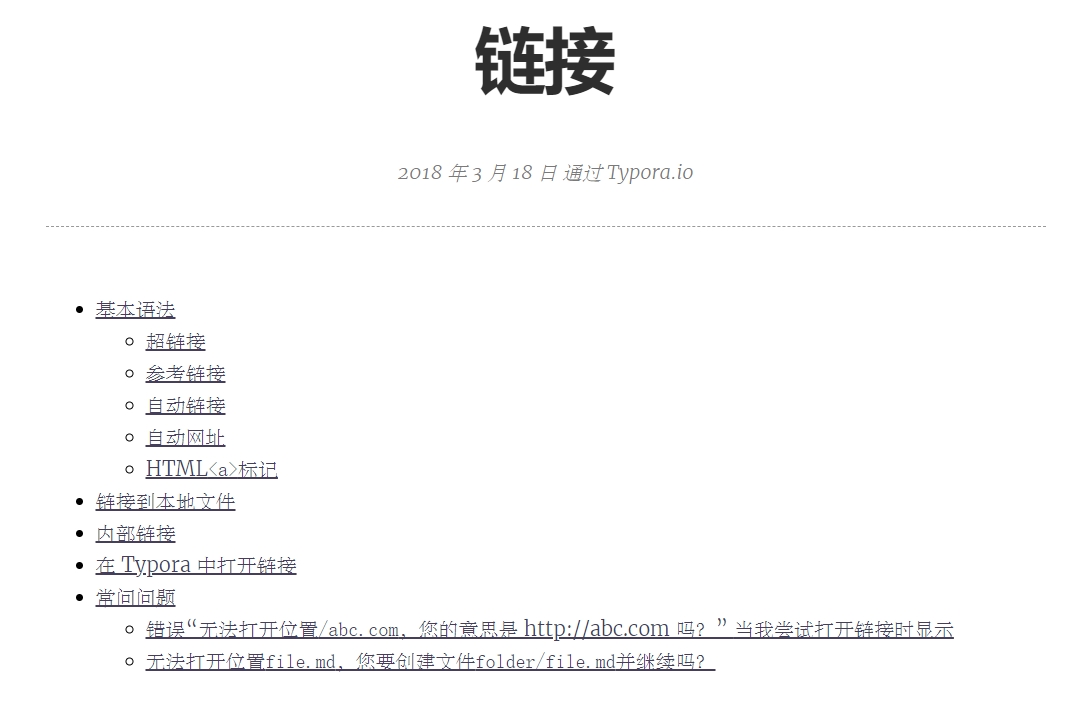 链接
2018 年 3 月 18 日 通过 Typora.io
基本语法
超链接
参考链接
自动链接
自动网址
HTML<a>标记
链接到本地文件
内部链接
在 Typora 中打开链接
常问问题
错误“无法打开位置/abc.com，您的意思是 http://abc.com 吗？” 当我尝试打开链接时显示
无法打开位置file.md，您要创建文件folder/file.md并继续吗？